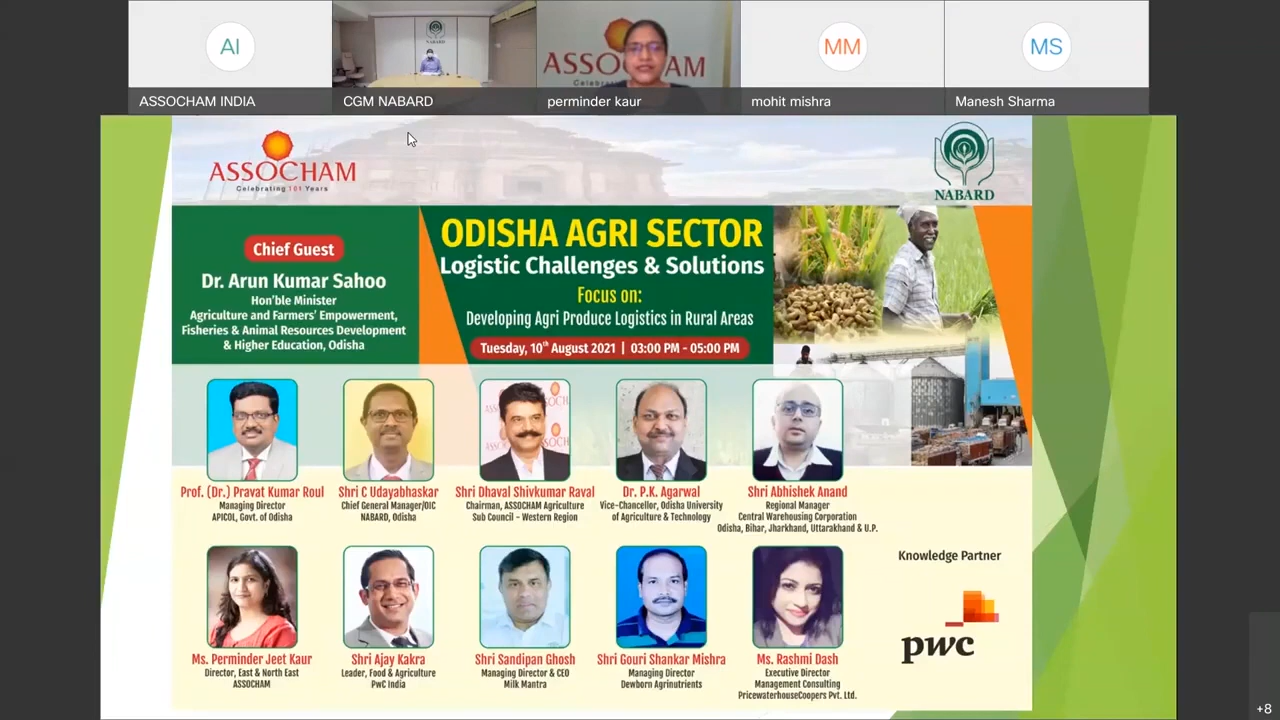 AI
ASSOCHAM INDIA
NABARD
CGM NABARD
ASSOCHAM
perminder kaur
MM
mohit mishra
MS
Manesh Sharma
ASSOCHAM
Celebrating 101 Years
NABARD
Chief Guest
Dr. Arun Kumar Sahoo
Hon'ble Minister
Agriculture and Farmers' Empowerment,
Fisheries & Animal Resources Development
& Higher Education, Odisha
ODISHA AGRI SECTOR
Logistic Challenges & Solutions
Focus on:
Developing Agri Produce Logistics in Rural Areas
Tuesday, 10th August 2021 | 03:00 PM - 05:00 PM
Prof. (Dr.) Pravat Kumar Roul
Managing Director
APICOL, Govt. of Odisha
Shri C Udayabhaskar
Chief General Manager/OIC
NABARD, Odisha
Shri Dhaval Shivkumar Raval
Chairman, ASSOCHAM Agriculture
Sub Council - Western Region
Dr. P.K. Agarwal
Vice-Chancellor, Odisha University
of Agriculture & Technology
Shri Abhishek Anand
Regional Manager
Central Warehousing Corporation
Odisha, Bihar, Jharkhand, Uttarakhand & U.P.
Ms. Perminder Jeet Kaur
Director, East & North East
ASSOCHAM
Shri Ajay Kakra
Leader, Food & Agriculture
PwC India
Shri Sandipan Ghosh
Managing Director & CEO
Milk Mantra
Shri Gouri Shankar Mishra
Managing Director
Dewborn Agrinutrients
Ms. Rashmi Dash
Executive Director
Management Consulting
PricewaterhouseCoopers Pvt. Ltd.
Knowledge Partner
pwc
+8